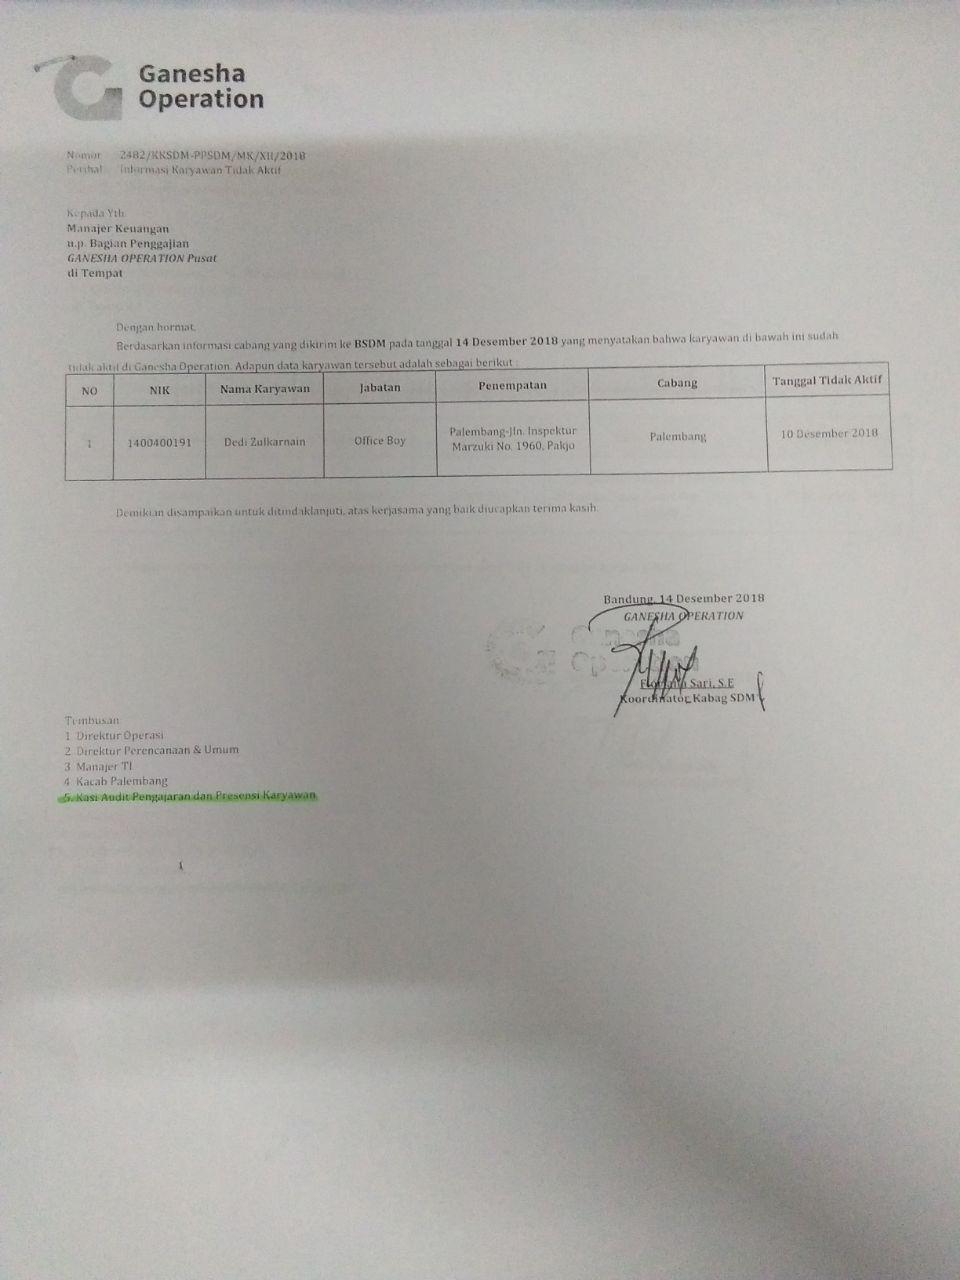 Ganesha
Operation
Nomor 2482/KKSDM-PPSDM/MK/XII/2018
Perihal Informasi Karyawan Tidak Aktif
Kepada Yth.
Manajer Keuangan
u.p. Bagian Penggajian
GANESHA OPERATION Pusat
di Tempat
Dengan hormat,
Berdasarkan informasi cabang yang dikirim ke BSDM pada tanggal 14 Desember 2018 yang menyatakan bahwa karyawan di bawah ini sudah
tidak aktif di Ganesha Operation. Adapun data karyawan tersebut adalah sebagai berikut :
NO NIK Nama Karyawan Jabatan Penempatan Cabang Tanggal Tidak Aktif
1 1400400191 Dedi Zulkarnain Office Boy Palembang-Jln. Inspektur Marzuki No. 1960, Pakjo Palembang 10 Desember 2018
Demikian disampaikan untuk ditindaklanjuti, atas kerjasama yang baik diucapkan terima kasih.
Bandung, 14 Desember 2018
GANESHA OPERATION
Ganesha
Operation
Sari, S.E
Koordinator Kabag SDM
Tembusan
1 Direktur Operasi
2 Direktur Perencanaan & Umum
3 Manajer TI
4 Kacab Palembang
5. Kasi Audit Pengajaran dan Presensi Karyawan